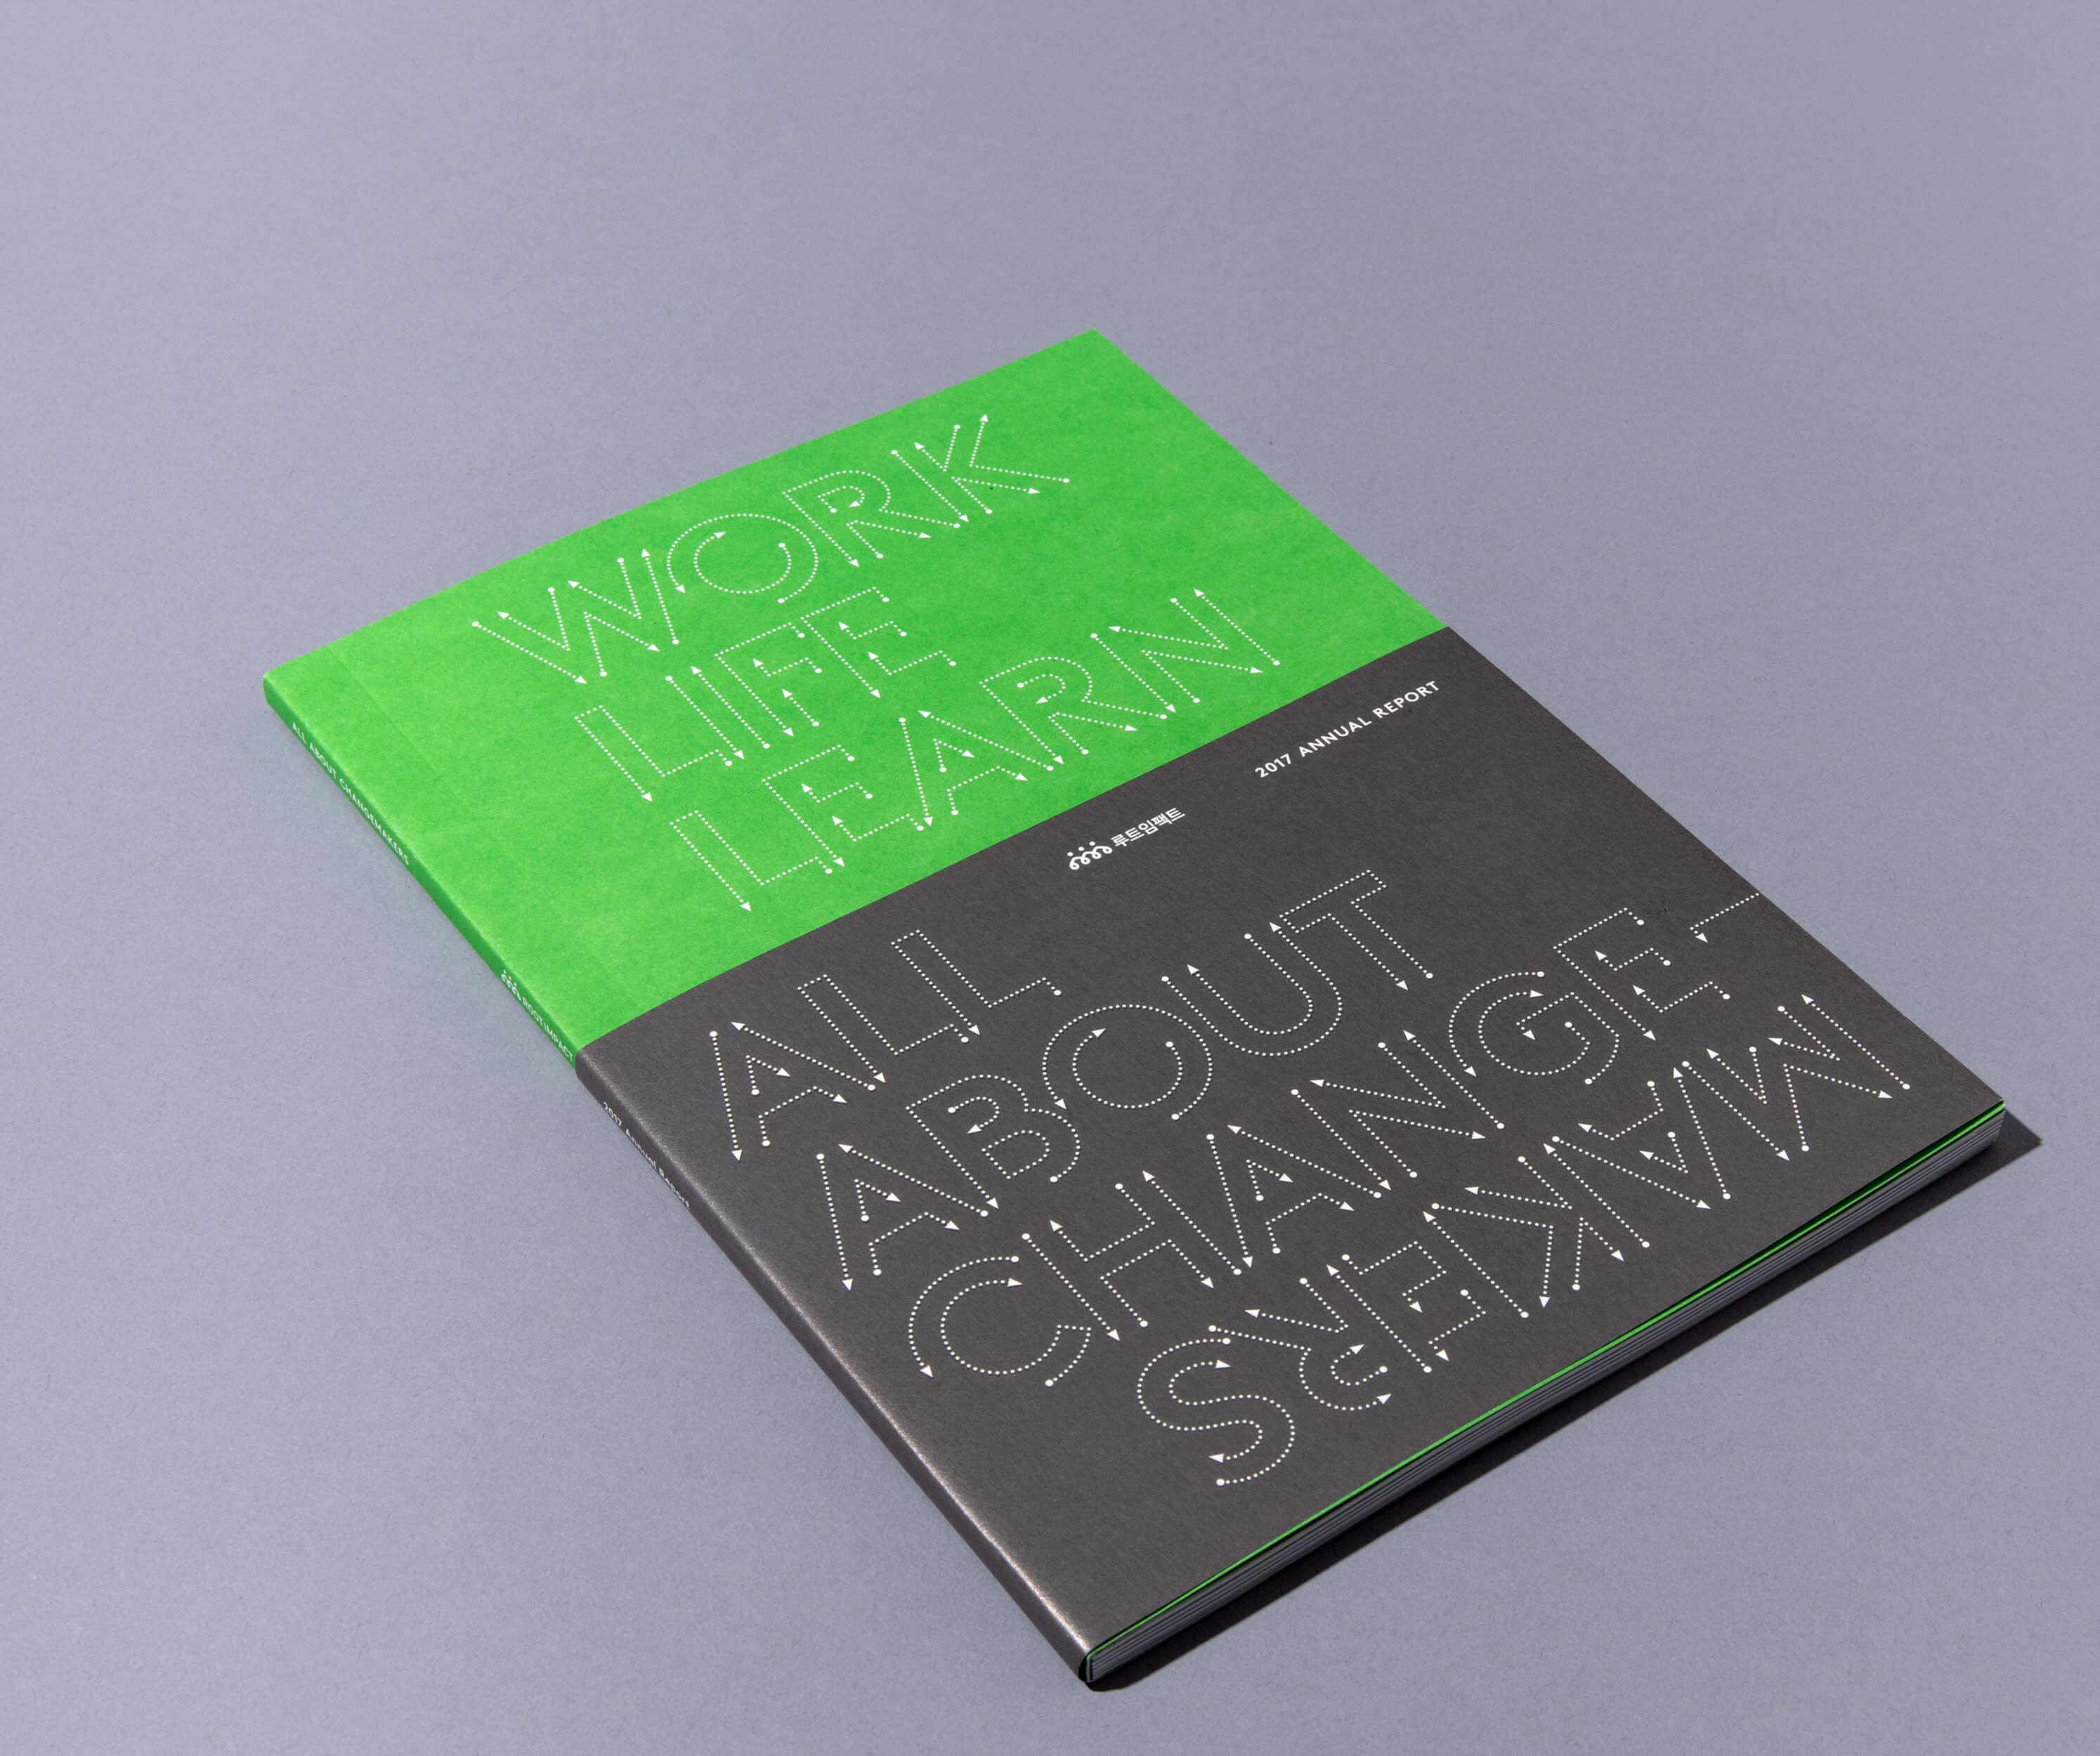 WORK
LIFE
LEARN
2017 ANNUAL REPORT
루트임팩트
ALL
ABOUT
CHANGE-
MAKERS
ALL ABOUT CHANGEMAKERS
ROOT IMPACT
2017 ANNUAL REPORT